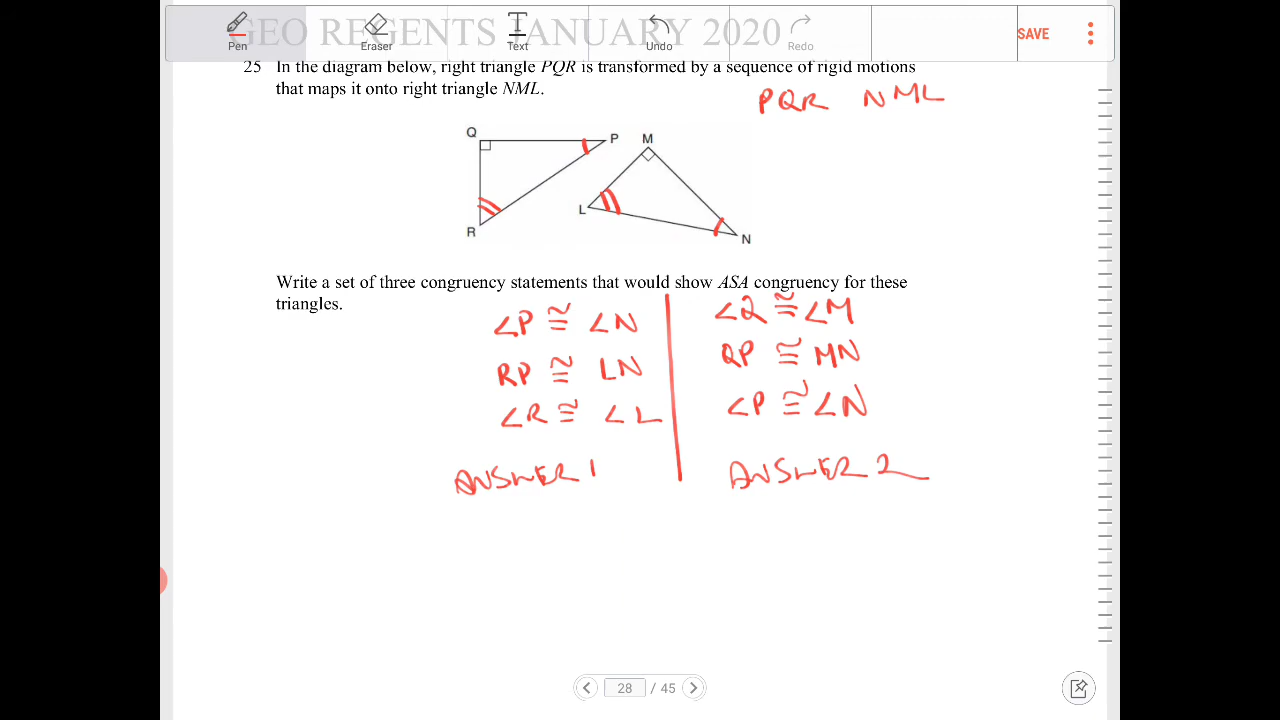 GEO REGENTS JANUARY 2020
Pen
Eraser
Text
Undo
Redo
SAVE
25 In the diagram below, right triangle PQR is transformed by a sequence of rigid motions
that maps it onto right triangle NML.
PQR NML
Q
P
M
L
R
N
Write a set of three congruency statements that would show ASA congruency for these
triangles.
∠P ≅ ∠N
RP ≅ LN
∠R ≅ ∠L
ANSWER 1
∠Q ≅ ∠M
QP ≅ MN
∠P ≅ ∠N
ANSWER 2
28 / 45